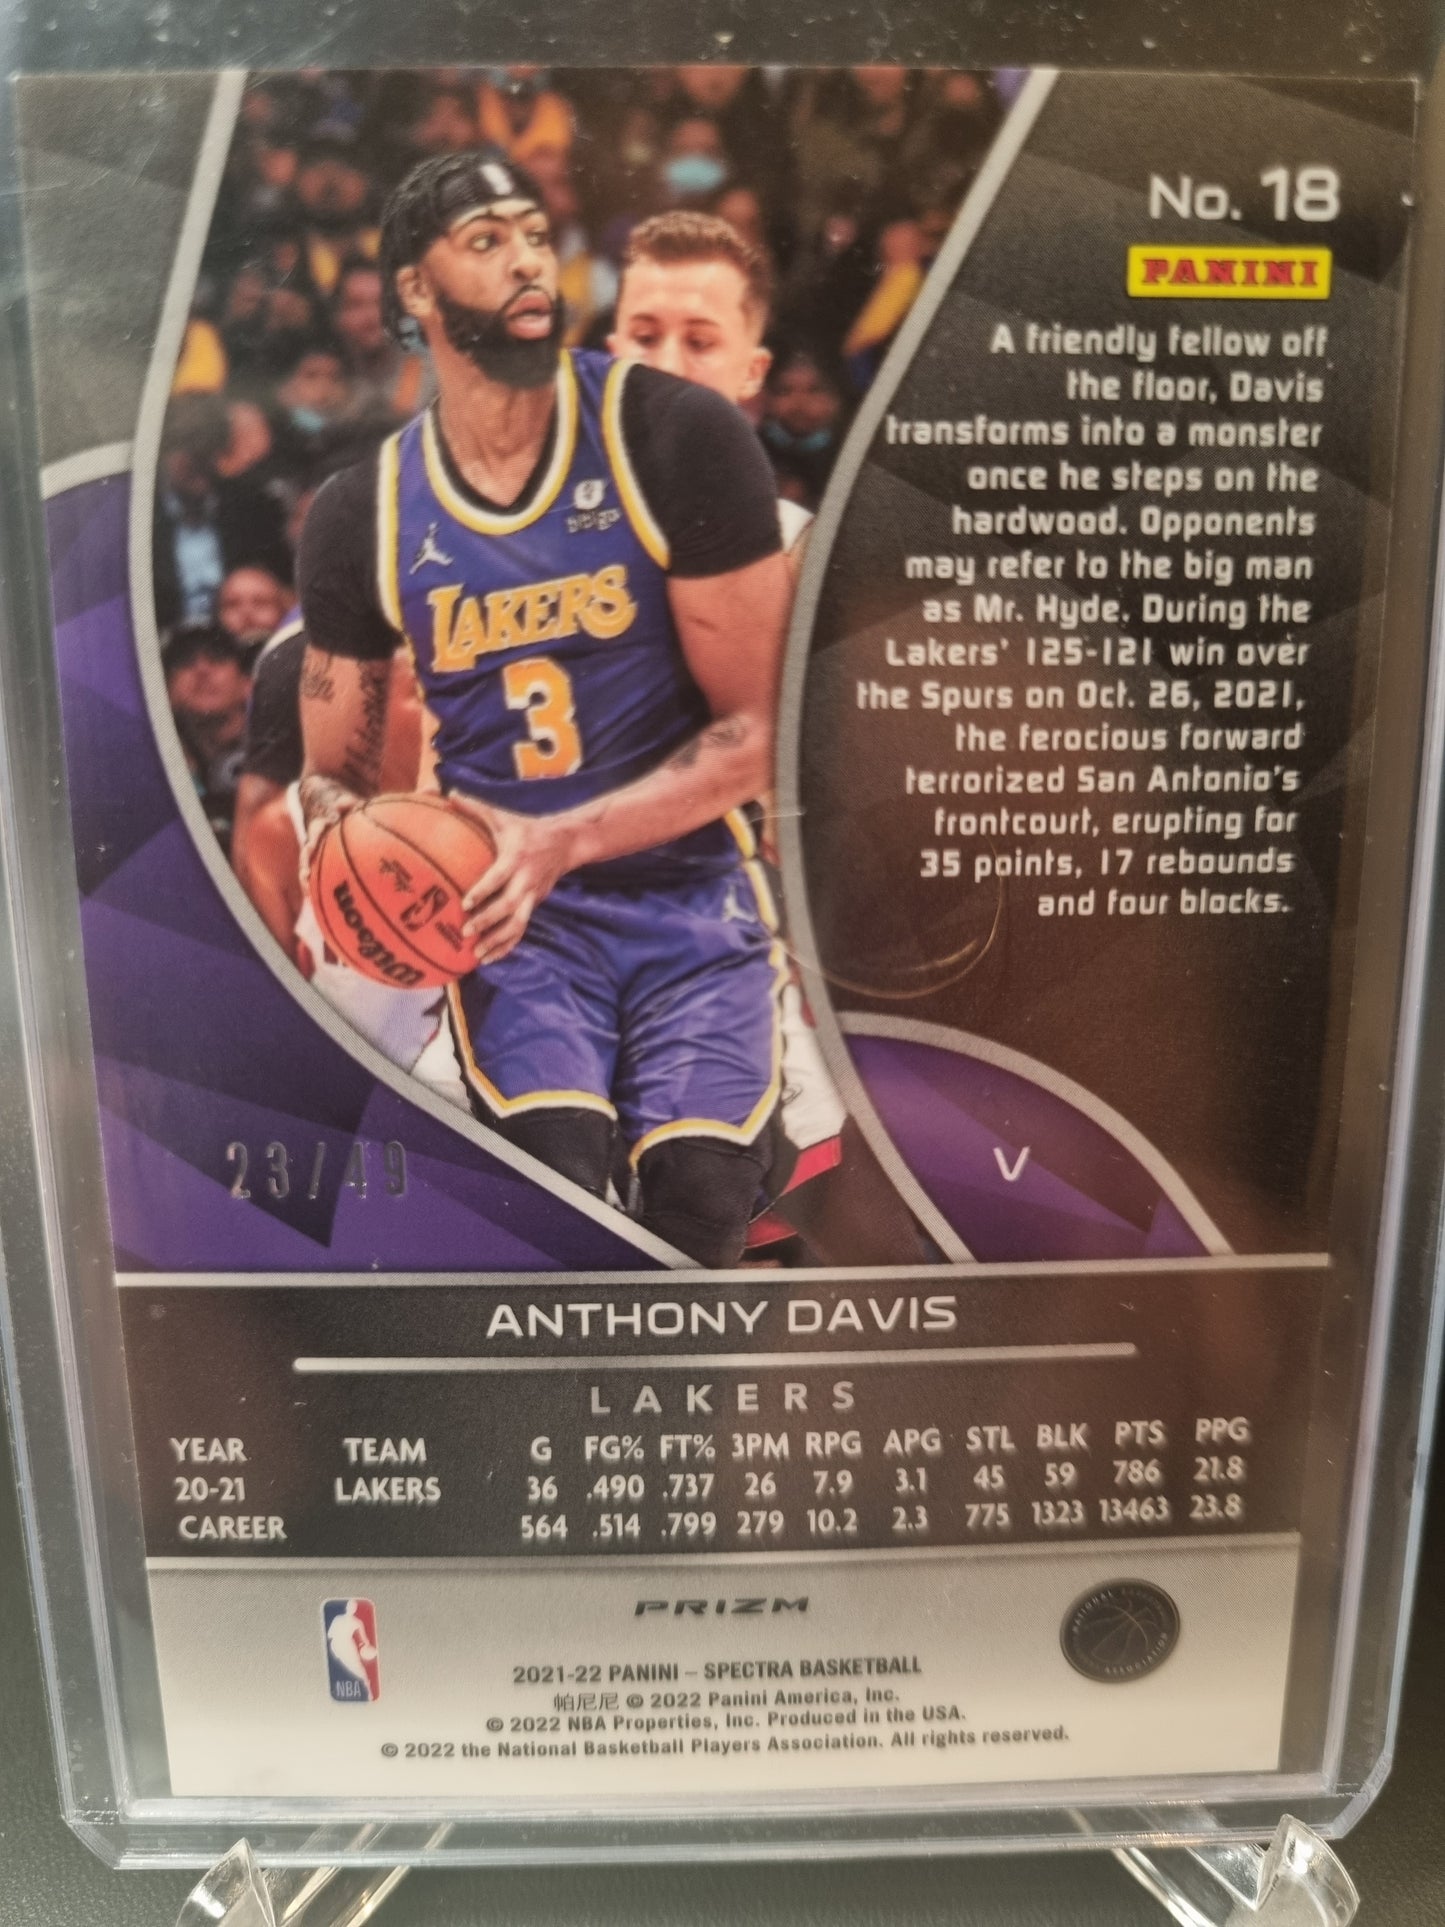 No. 18
PANINI
A friendly fellow off
the floor, Davis
transforms into a monster
once he steps on the
hardwood. Opponents
may refer to the big man
as Mr. Hyde. During the
Lakers' 125-121 win over
the Spurs on Oct. 26, 2021,
the ferocious forward
terrorized San Antonio's
frontcourt, erupting for
35 points, 17 rebounds
and four blocks.
bibigo
LAKERS
3
Wilson
23/49
V
ANTHONY DAVIS
LAKERS
YEAR TEAM G FG% FT% 3PM RPG APG STL BLK PTS PPG
20-21 LAKERS 36 .490 .737 26 7.9 3.1 45 59 786 21.8
CAREER 564 .514 .799 279 10.2 2.3 775 1323 13463 23.8
PRIZM
NBA
NATIONAL BASKETBALL PLAYERS ASSOCIATION
2021-22 PANINI – SPECTRA BASKETBALL
帕尼尼 © 2022 Panini America, Inc.
© 2022 NBA Properties, Inc. Produced in the USA.
© 2022 the National Basketball Players Association. All rights reserved.